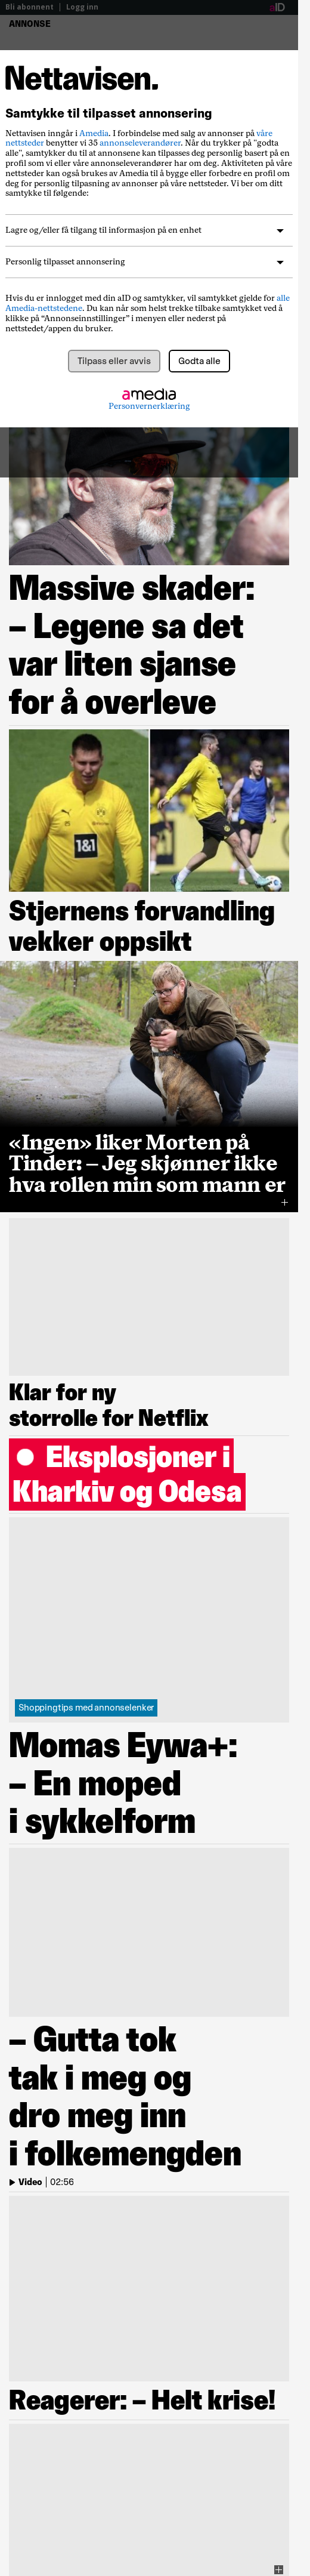 Bli abonnent | Logg inn
aID
ANNONSE
Nettavisen.
Samtykke til tilpasset annonsering
Nettavisen inngår i Amedia. I forbindelse med salg av annonser på våre
nettsteder benytter vi 35 annonseleverandører. Når du trykker på "godta
alle", samtykker du til at annonsene kan tilpasses deg personlig basert på en
profil som vi eller våre annonseleverandører har om deg. Aktiviteten på våre
nettsteder kan også brukes av Amedia til å bygge eller forbedre en profil om
deg for personlig tilpasning av annonser på våre nettsteder. Vi ber om ditt
samtykke til følgende:
Lagre og/eller få tilgang til informasjon på en enhet
Personlig tilpasset annonsering
Hvis du er innlogget med din aID og samtykker, vil samtykket gjelde for alle
Amedia-nettstedene. Du kan når som helst trekke tilbake samtykket ved å
klikke på “Annonseinnstillinger” i menyen eller nederst på
nettstedet/appen du bruker.
Tilpass eller avvis
Godta alle
amedia
Personvernerklæring
Massive skader:
– Legene sa det
var liten sjanse
for å overleve
1&1
Stjernens forvandling
vekker oppsikt
«Ingen» liker Morten på
Tinder: – Jeg skjønner ikke
hva rollen min som mann er
Klar for ny
storrolle for Netflix
Eksplosjoner i
Kharkiv og Odesa
Shoppingtips med annonselenker
Momas Eywa+:
– En moped
i sykkelform
– Gutta tok
tak i meg og
dro meg inn
i folkemengden
Video | 02:56
Reagerer: – Helt krise!